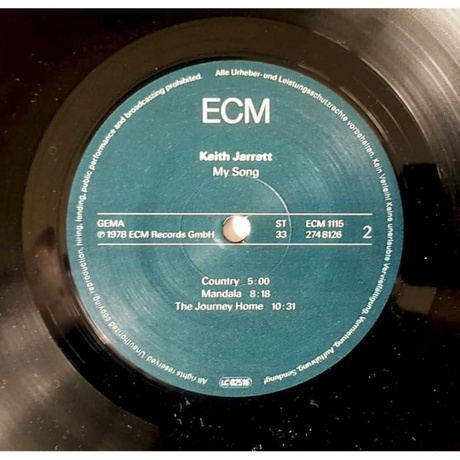 ECM
Keith Jarrett
My Song
GEMA ST ECM 1115
℗ 1978 ECM Records GmbH 33 274 8126 2
Country 5:00
Mandala 8:18
The Journey Home 10:31
LC 02516
All rights reserved. Unauthorized copying, reproduction, hiring, lending, public performance and broadcasting prohibited.
Alle Urheber- und Leistungsschutzrechte vorbehalten. Kein Verleih! Keine unerlaubte Vervielfältigung, Vermietung, Aufführung, Sendung!